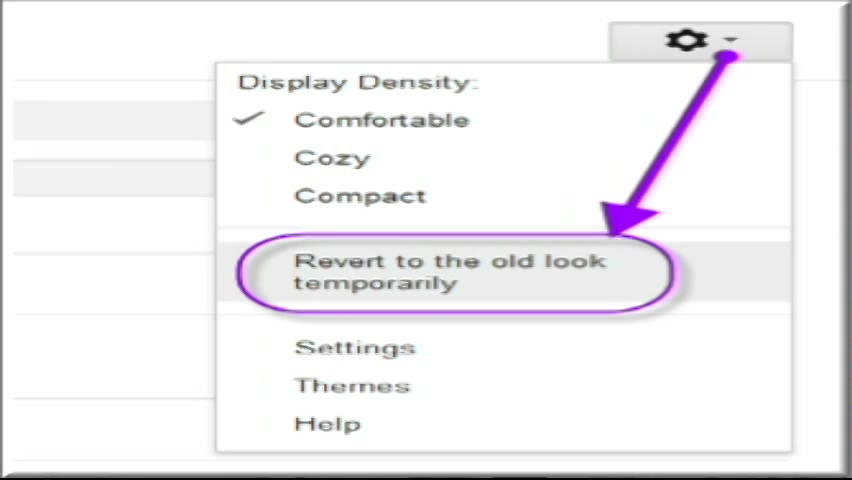 Display Density:
Comfortable
Cozy
Compact
Revert to the old look
temporarily
Settings
Themes
Help